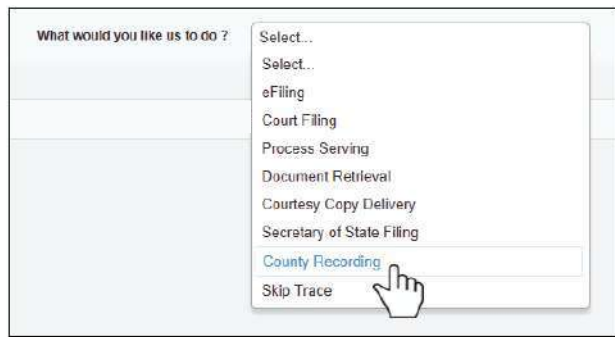 What would you like us to do ? Select...
Select...
eFiling
Court Filing
Process Serving
Document Retrieval
Courtesy Copy Delivery
Secretary of State Filing
County Recording
Skip Trace